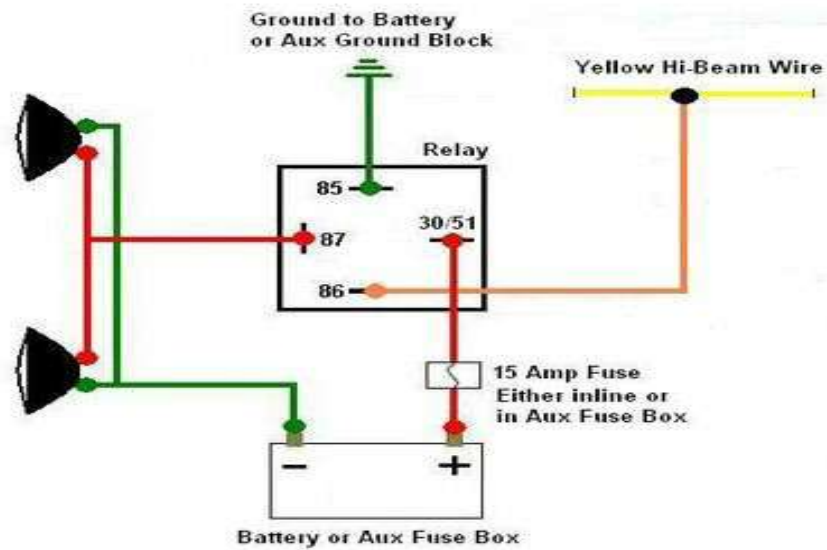 Ground to Battery
or Aux Ground Block
Yellow Hi-Beam Wire
Relay
85
30/51
87
86
15 Amp Fuse
Either inline or
in Aux Fuse Box
– +
Battery or Aux Fuse Box